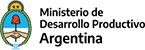 Ministerio de
Desarrollo Productivo
Argentina